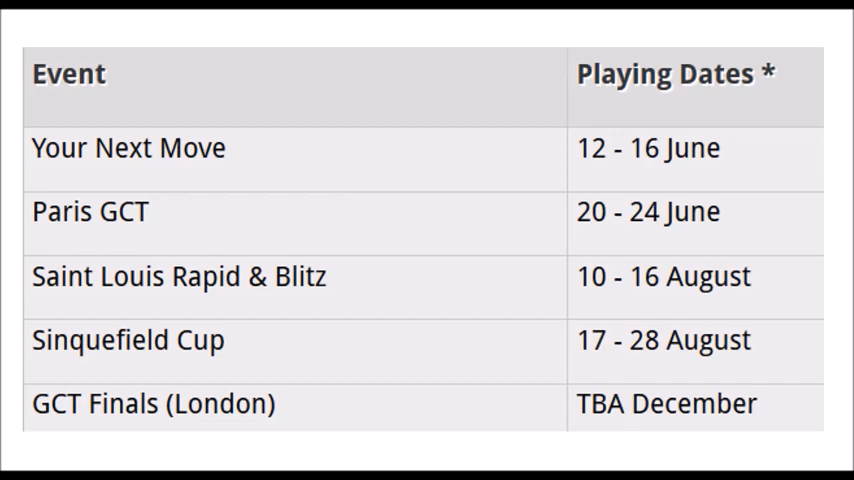 Event Playing Dates *
Your Next Move 12 - 16 June
Paris GCT 20 - 24 June
Saint Louis Rapid & Blitz 10 - 16 August
Sinquefield Cup 17 - 28 August
GCT Finals (London) TBA December